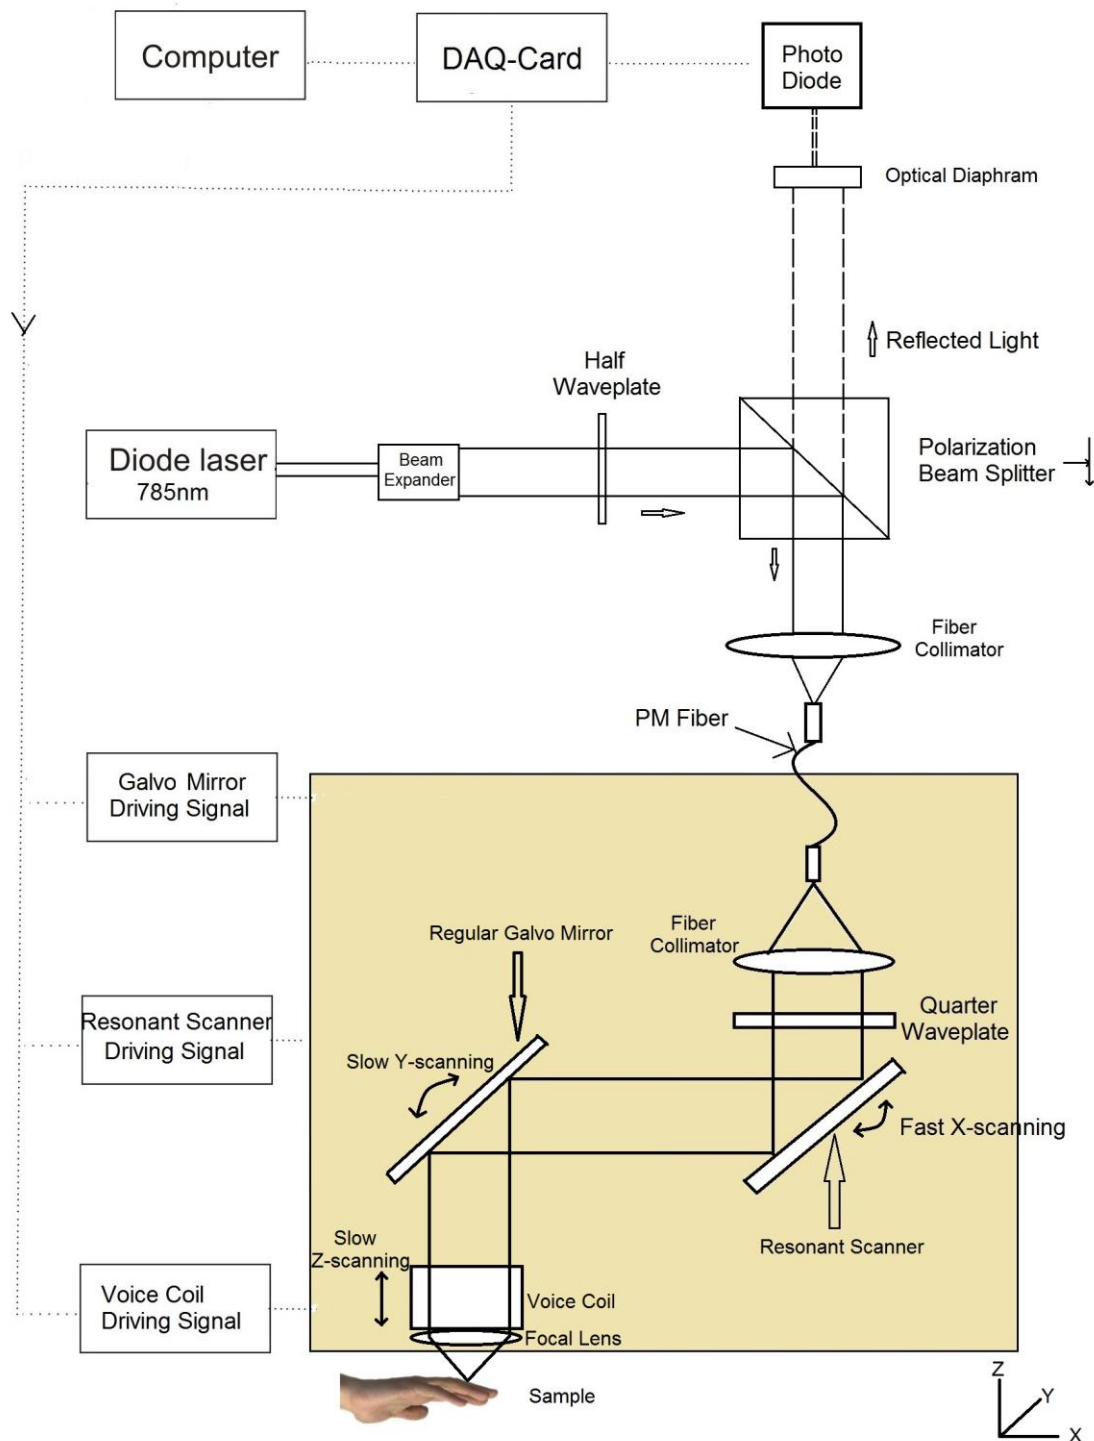 Computer
DAQ-Card
Photo
Diode
Optical Diaphram
Reflected Light
Half
Waveplate
Diode laser
785nm
Beam
Expander
Polarization
Beam Splitter
Fiber
Collimator
PM Fiber
Galvo Mirror
Driving Signal
Fiber
Collimator
Regular Galvo Mirror
Quarter
Waveplate
Resonant Scanner
Driving Signal
Slow Y-scanning
Fast X-scanning
Resonant Scanner
Slow
Z-scanning
Voice Coil
Driving Signal
Voice Coil
Focal Lens
Sample
Z
Y
X